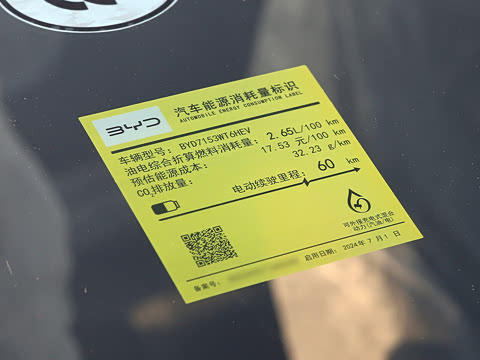 BYD
汽车能源消耗量标识
AUTOMOBILE ENERGY CONSUMPTION LABEL
车辆型号: BYD7153WT6HEV
油电综合折算燃料消耗量: 2.65L/100 km
预估能源成本: 17.53 元/100 km
CO2排放量: 32.23 g/km
电动续驶里程: 60 km
可外接充电式混合
动力(汽油/电)
备案号:
启用日期: 2024年 7 月 1 日